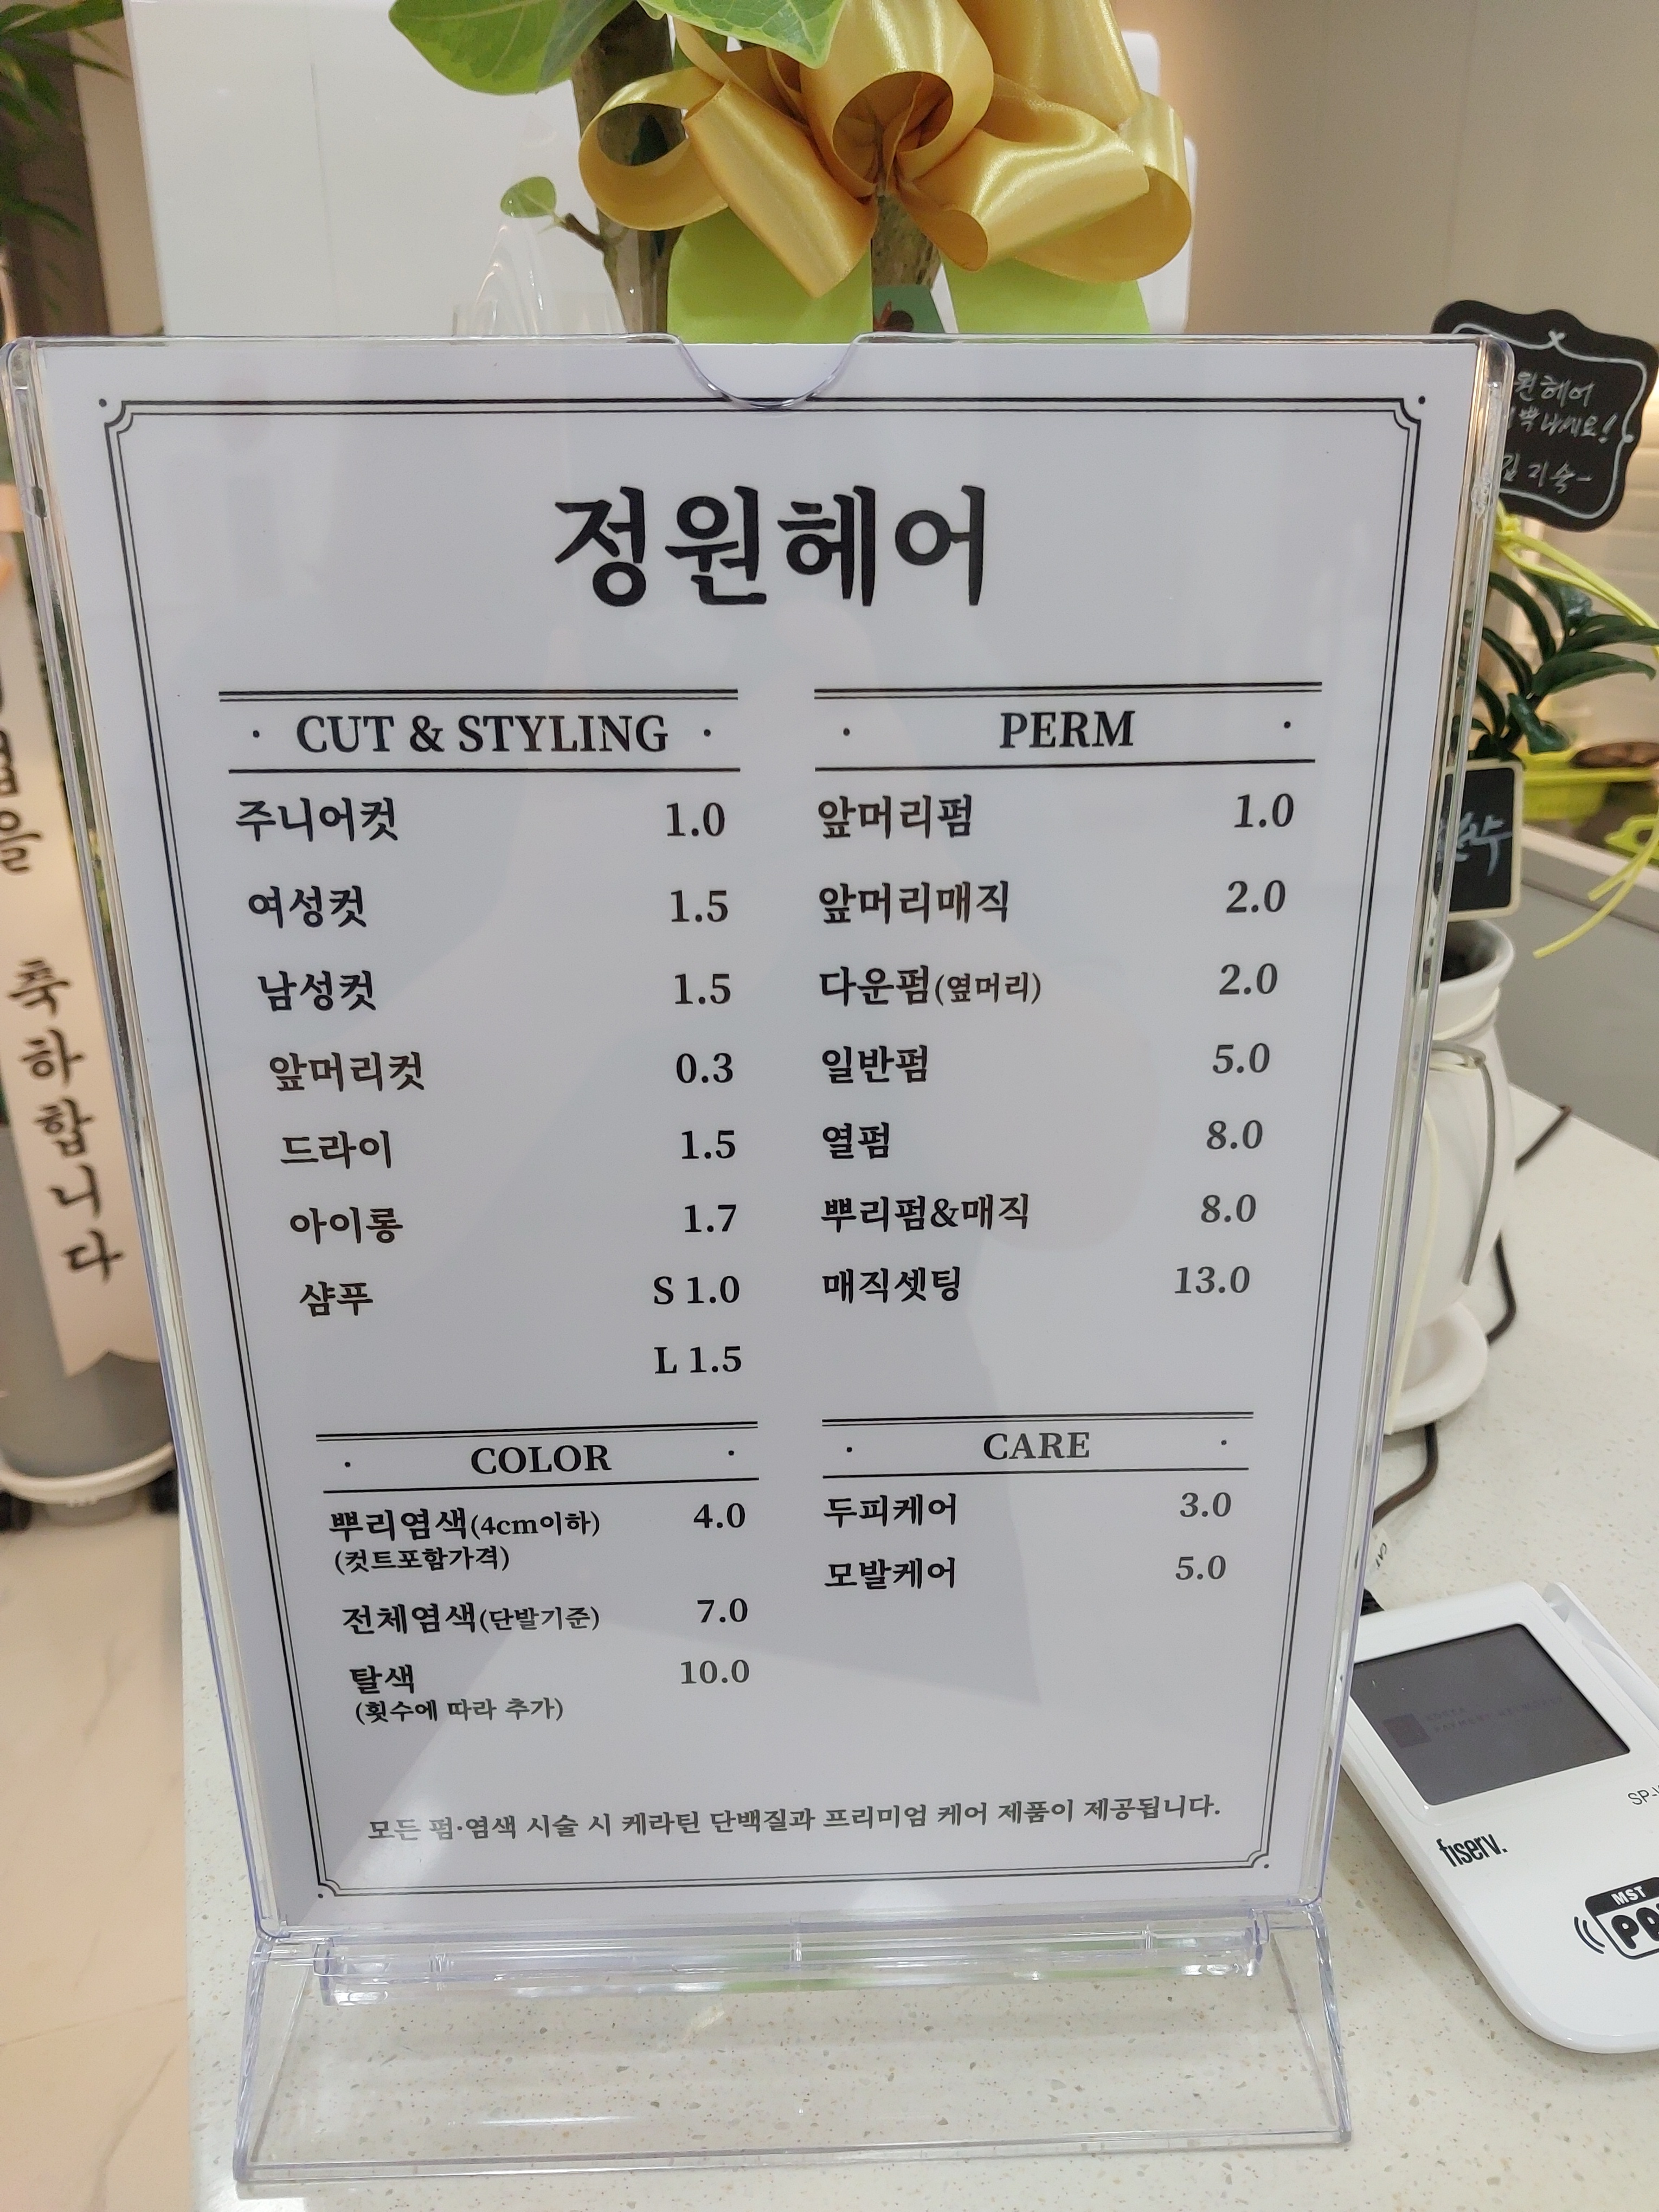 정원헤어
· CUT & STYLING ·
주니어컷 1.0
여성컷 1.5
남성컷 1.5
앞머리컷 0.3
드라이 1.5
아이롱 1.7
샴푸 S 1.0
L 1.5
· PERM ·
앞머리펌 1.0
앞머리매직 2.0
다운펌(옆머리) 2.0
일반펌 5.0
열펌 8.0
뿌리펌&매직 8.0
매직셋팅 13.0
· COLOR ·
뿌리염색(4cm이하) 4.0
(컷트포함가격)
전체염색(단발기준) 7.0
탈색 10.0
(횟수에 따라 추가)
· CARE ·
두피케어 3.0
모발케어 5.0
모든 펌·염색 시술 시 케라틴 단백질과 프리미엄 케어 제품이 제공됩니다.
축하합니다
원헤어
김지숙-
fiserv.
MST